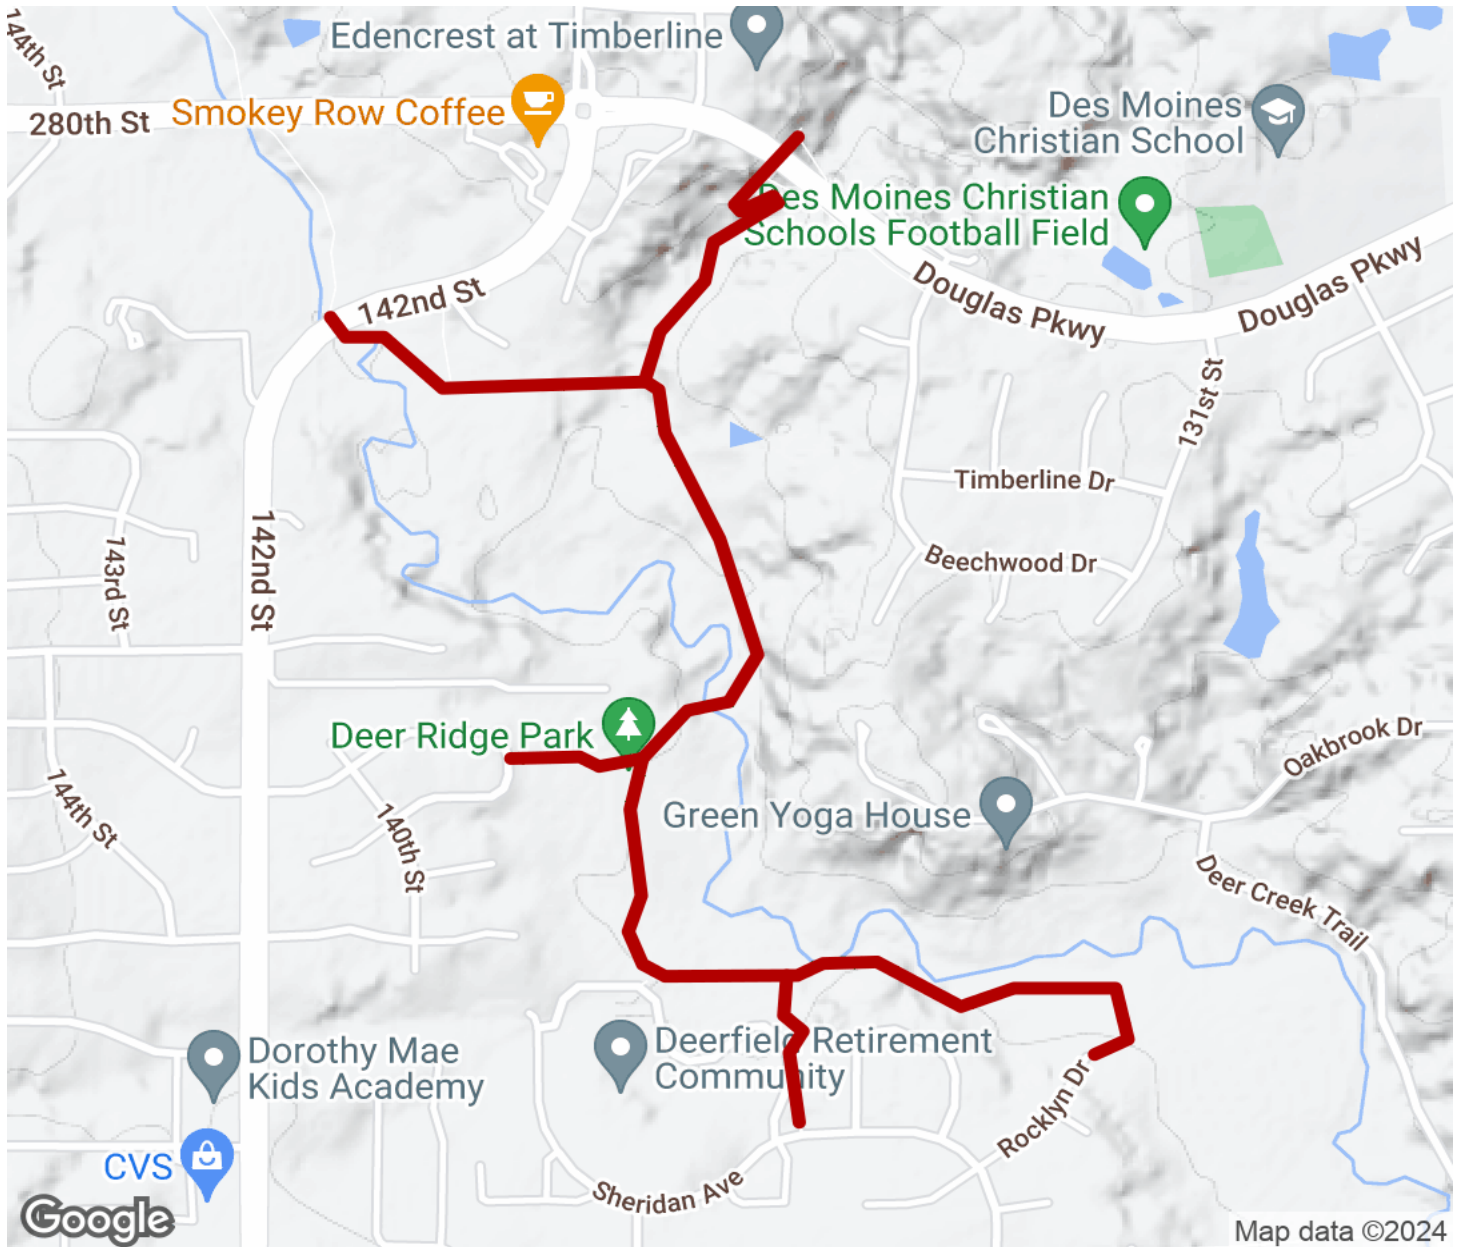 144th St
Edencrest at Timberline
280th St
Smokey Row Coffee
Des Moines
Christian School
Des Moines Christian
Schools Football Field
142nd St
Douglas Pkwy
Douglas Pkwy
131st St
Timberline Dr
142nd St
143rd St
Beechwood Dr
Deer Ridge Park
Oakbrook Dr
144th St
140th St
Green Yoga House
Deer Creek Trail
Dorothy Mae
Kids Academy
Deerfield Retirement
Community
Rocklyn Dr
CVS
Sheridan Ave
Google
Map data ©2024